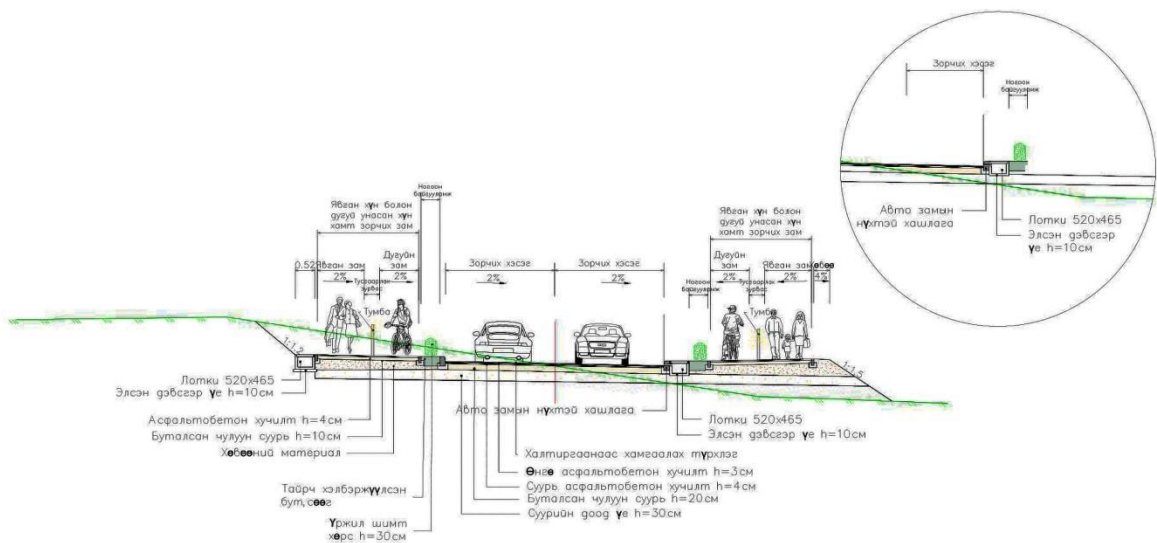 Зорчих хэсэг
Ногоон
байгууламж
Авто замын
нүхтэй хашлага
Лотки 520х465
Элсэн дэвсгэр
үе h=10см
Ногоон
байгууламж
Явган хүн болон
дугуй унасан хүн
хамт зорчих зам
0.52
Явган зам
2%
Тусгаарлах
зурвас
Дугуйн
зам
2%
Тумба
Зорчих хэсэг
2%
Зорчих хэсэг
2%
Ногоон
байгууламж
Явган хүн болон
дугуй унасан хүн
хамт зорчих зам
Дугуйн
зам
2%
Тусгаарлах
зурвас
Явган зам
2%
Хөвөө
4%
Тумба
1:1.2
1:1.5
Лотки 520х465
Элсэн дэвсгэр үе h=10см
Асфальтобетон хучилт h=4см
Буталсан чулуун суурь h=10см
Хөвөөний материал
Тайрч хэлбэржүүлсэн
бут,сөөг
Үржил шимт
хөрс h=30см
Авто замын нүхтэй хашлага
Лотки 520х465
Элсэн дэвсгэр үе h=10см
Халтиргаанаас хамгаалах түрхлэг
Өнгө асфальтобетон хучилт h=3см
Суурь асфальтобетон хучилт h=4см
Буталсан чулуун суурь h=20см
Суурийн доод үе h=30см